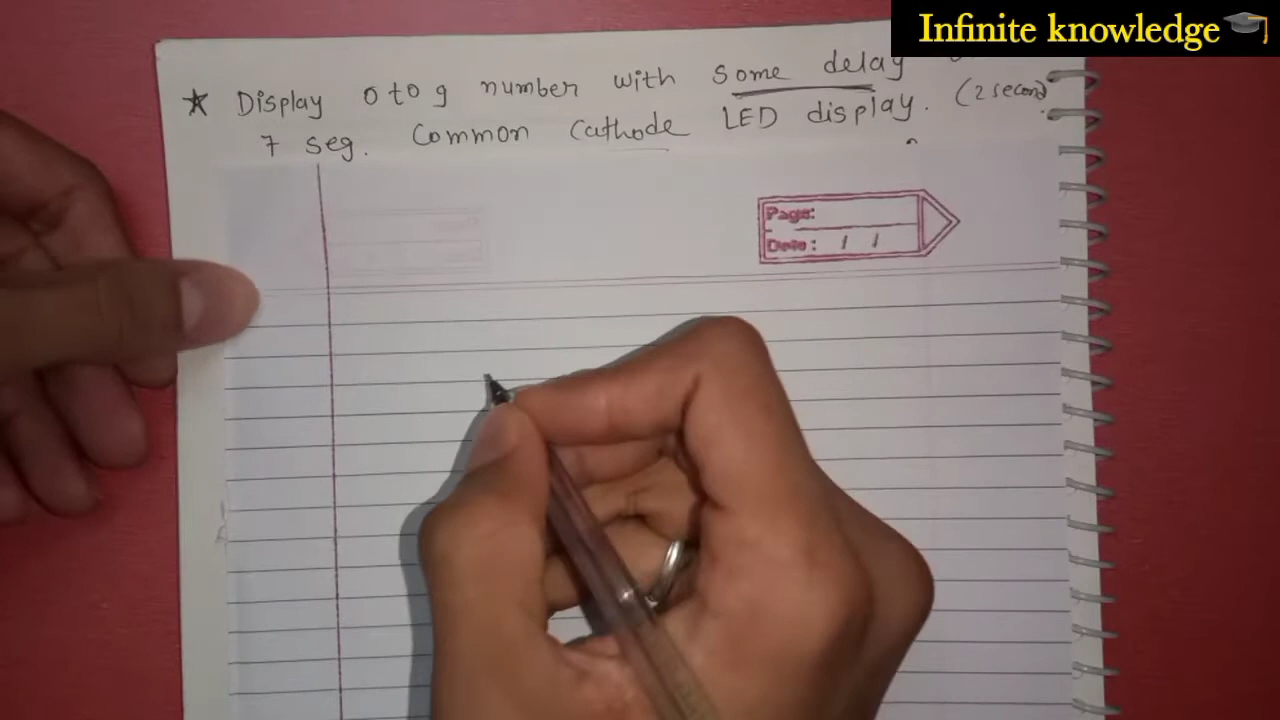 Infinite knowledge
★ Display 0 to 9 number with some delay
7 seg. Common Cathode LED display. (2 second
Page:
Date: / /